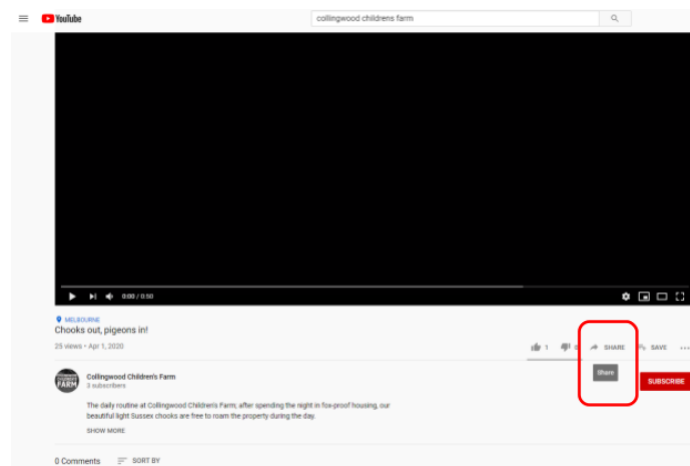 YouTube
collingwood childrens farm
0:00 / 0:50
MELBOURNE
Chooks out, pigeons in!
25 views • Apr 1, 2020
1
SHARE
SAVE
Share
Collingwood Children's Farm
3 subscribers
SUBSCRIBE
The daily routine at Collingwood Children's Farm; after spending the night in fox-proof housing, our
beautiful light Sussex chooks are free to roam the property during the day.
SHOW MORE
0 Comments
SORT BY